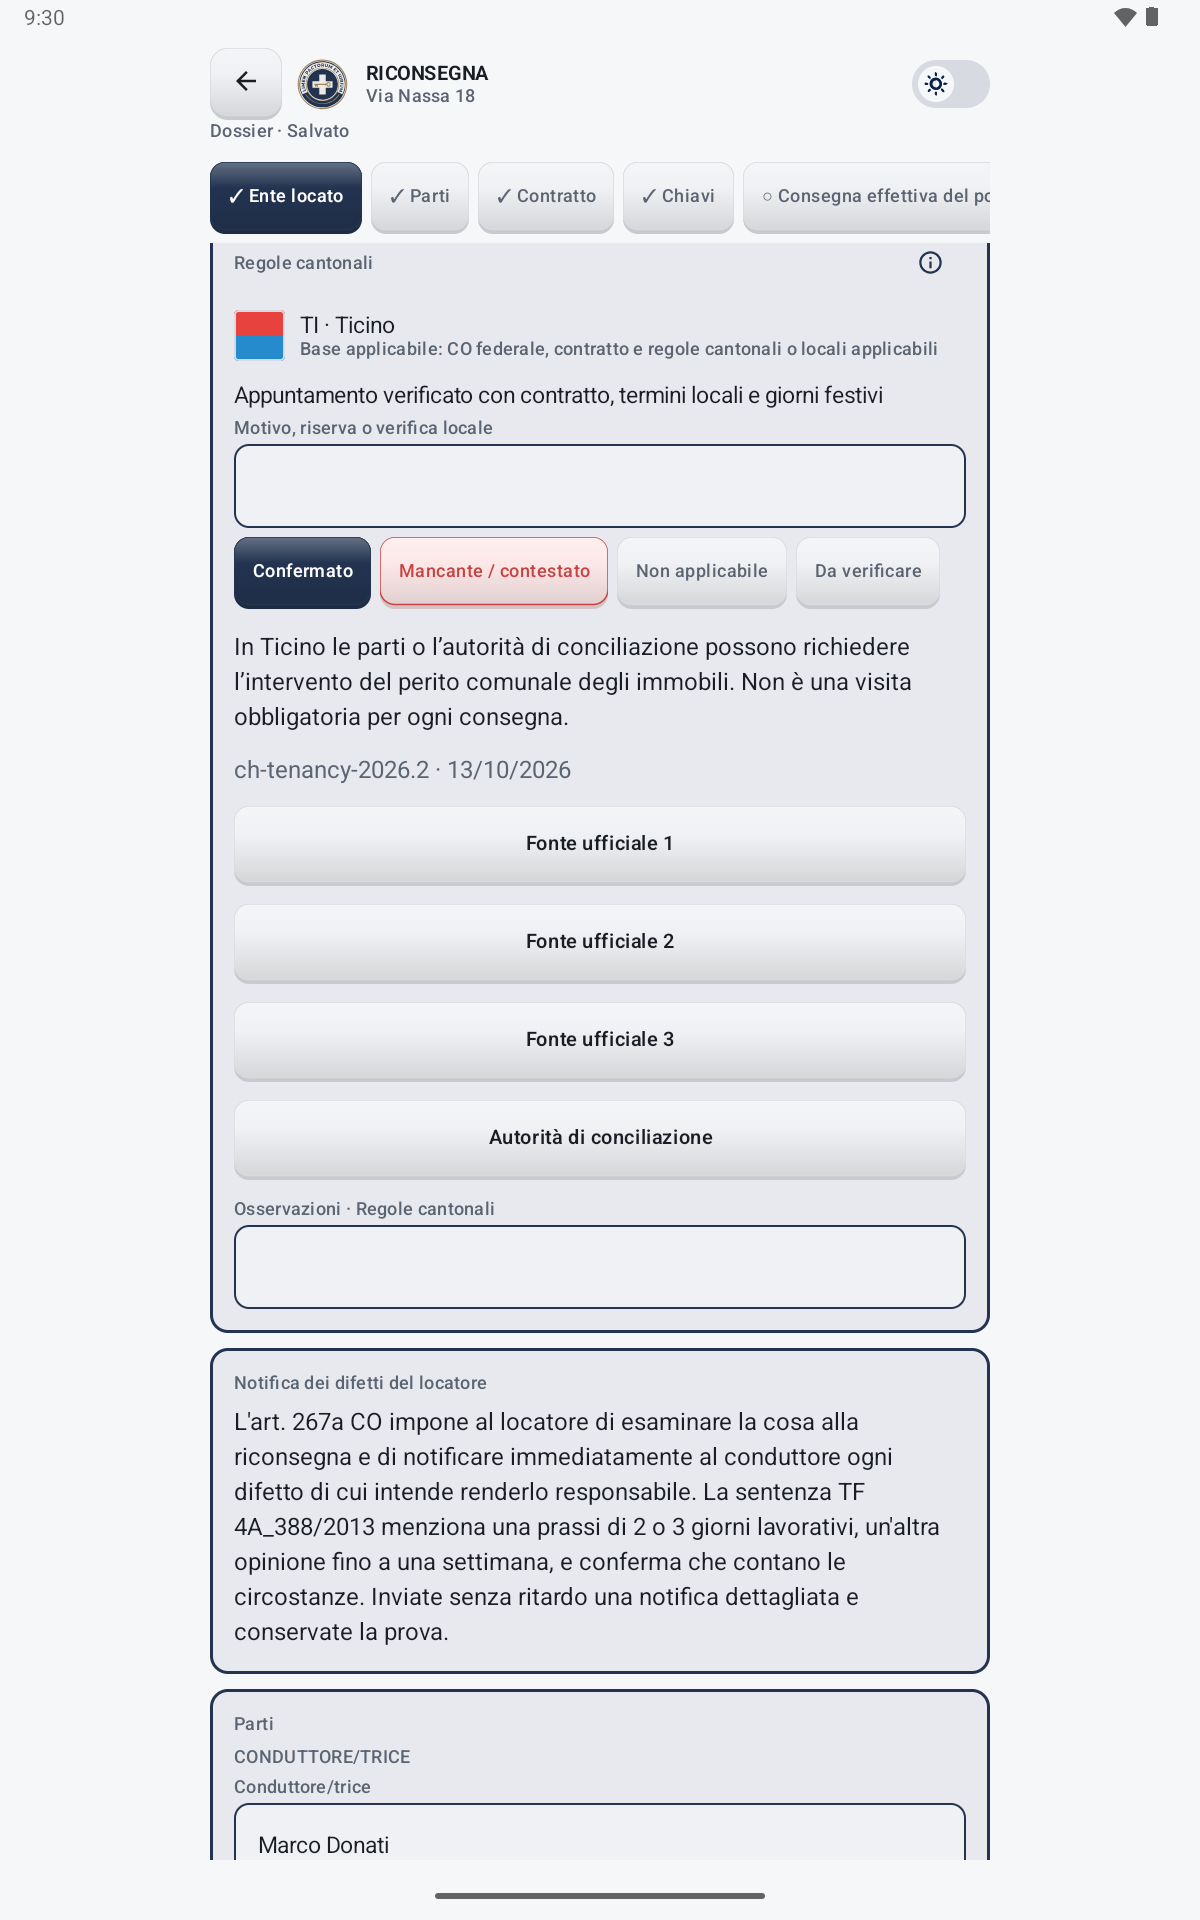 9:30
RICONSEGNA
Via Nassa 18
Dossier · Salvato
✓ Ente locato
✓ Parti
✓ Contratto
✓ Chiavi
○ Consegna effettiva del po
Regole cantonali
TI · Ticino
Base applicabile: CO federale, contratto e regole cantonali o locali applicabili
Appuntamento verificato con contratto, termini locali e giorni festivi
Motivo, riserva o verifica locale
Confermato
Mancante / contestato
Non applicabile
Da verificare
In Ticino le parti o l’autorità di conciliazione possono richiedere
l’intervento del perito comunale degli immobili. Non è una visita
obbligatoria per ogni consegna.
ch-tenancy-2026.2 · 13/10/2026
Fonte ufficiale 1
Fonte ufficiale 2
Fonte ufficiale 3
Autorità di conciliazione
Osservazioni · Regole cantonali
Notifica dei difetti del locatore
L'art. 267a CO impone al locatore di esaminare la cosa alla
riconsegna e di notificare immediatamente al conduttore ogni
difetto di cui intende renderlo responsabile. La sentenza TF
4A_388/2013 menziona una prassi di 2 o 3 giorni lavorativi, un'altra
opinione fino a una settimana, e conferma che contano le
circostanze. Inviate senza ritardo una notifica dettagliata e
conservate la prova.
Parti
CONDUTTORE/TRICE
Conduttore/trice
Marco Donati